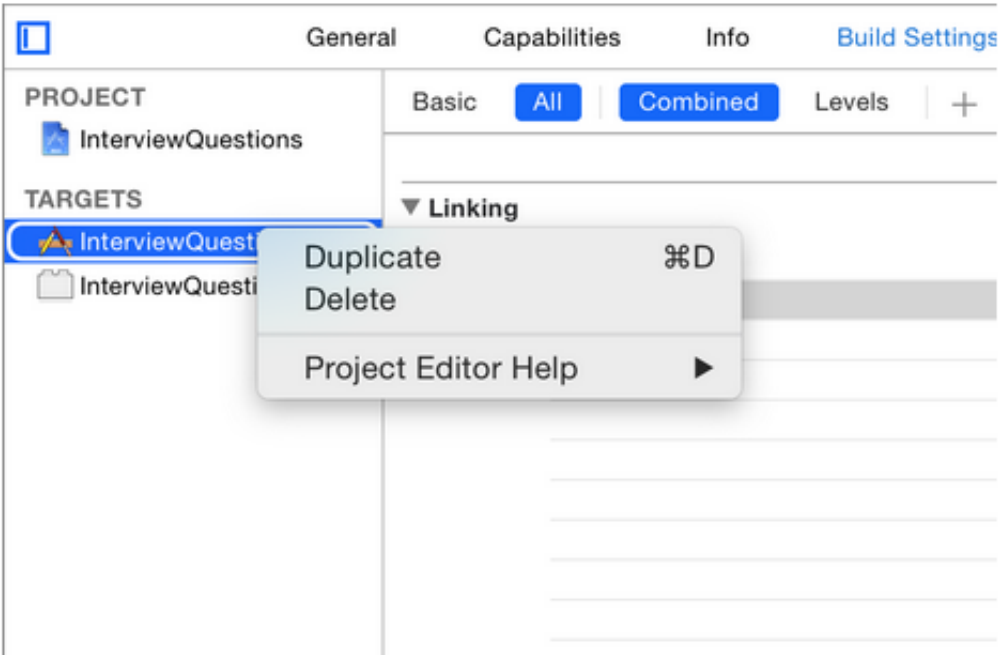 General Capabilities Info Build Settings
PROJECT
InterviewQuestions
Basic All Combined Levels +
TARGETS
Linking
InterviewQuesti
InterviewQuesti
Duplicate ⌘D
Delete
Project Editor Help